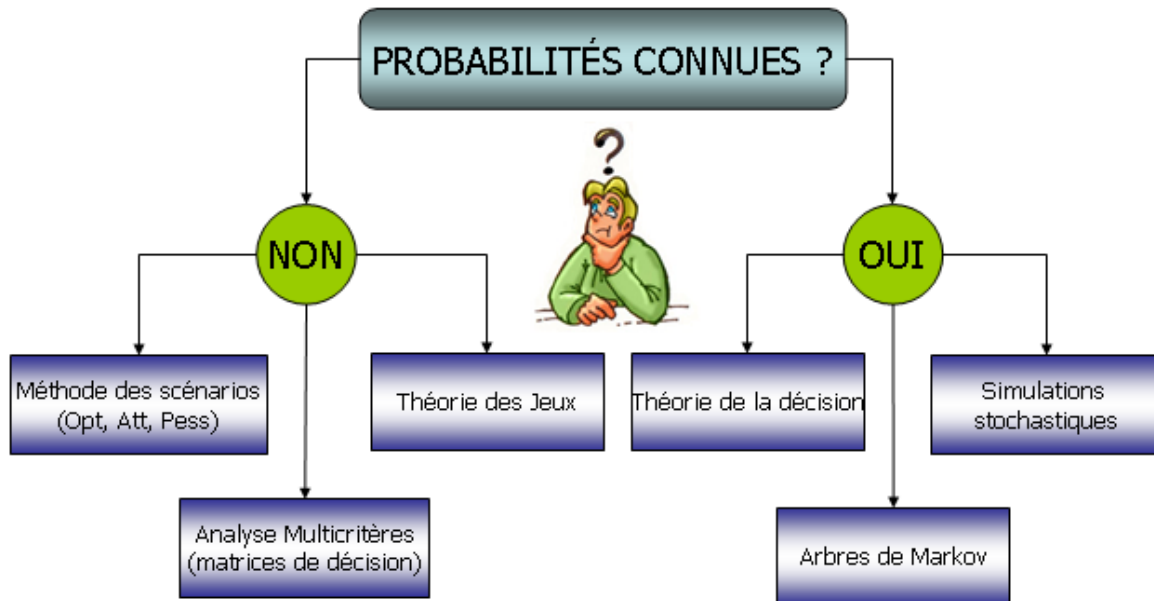 PROBABILITÉS CONNUES ?
?
NON
OUI
Méthode des scénarios
(Opt, Att, Pess)
Théorie des Jeux
Théorie de la décision
Simulations
stochastiques
Analyse Multicritères
(matrices de décision)
Arbres de Markov